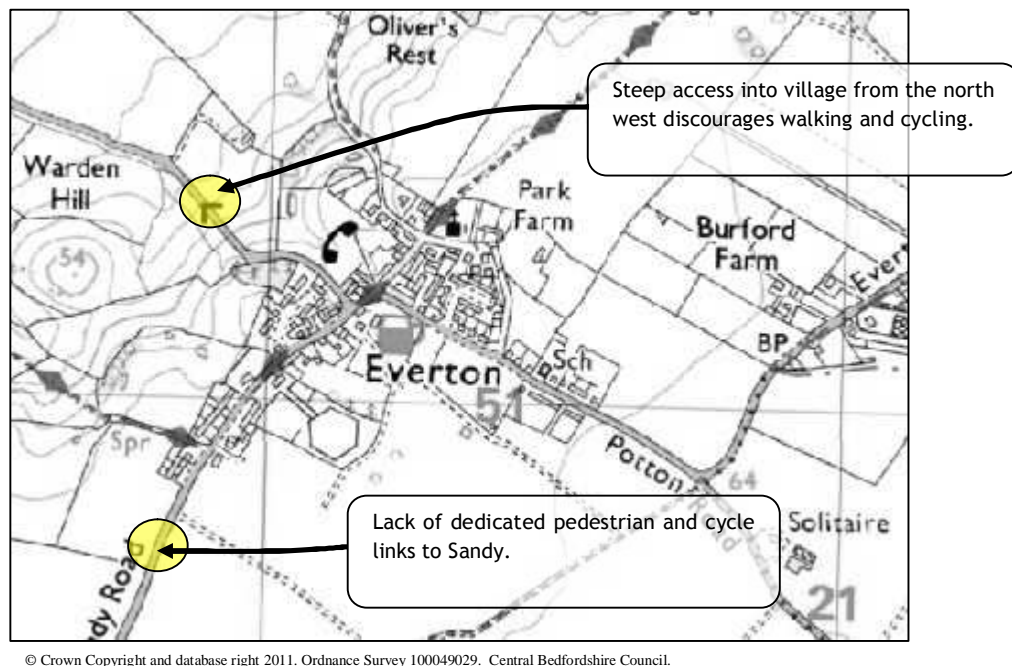 Oliver's
Rest
Steep access into village from the north
west discourages walking and cycling.
Warden
Hill
Park
Farm
54
Burford
Farm
Ever
BP
Sch
Everton
51
Spr
Potton Road
64
Lack of dedicated pedestrian and cycle
links to Sandy.
Solitaire
dy Road
21
© Crown Copyright and database right 2011. Ordnance Survey 100049029. Central Bedfordshire Council.